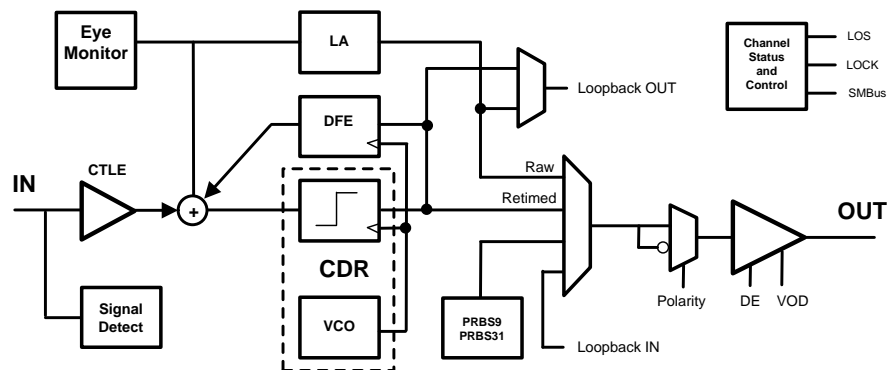 Eye
Monitor
LA
Channel
Status
and
Control
LOS
LOCK
SMBus
Loopback OUT
DFE
CTLE
IN
+
Raw
Retimed
OUT
CDR
Signal
Detect
VCO
PRBS9
PRBS31
Polarity
DE
VOD
Loopback IN